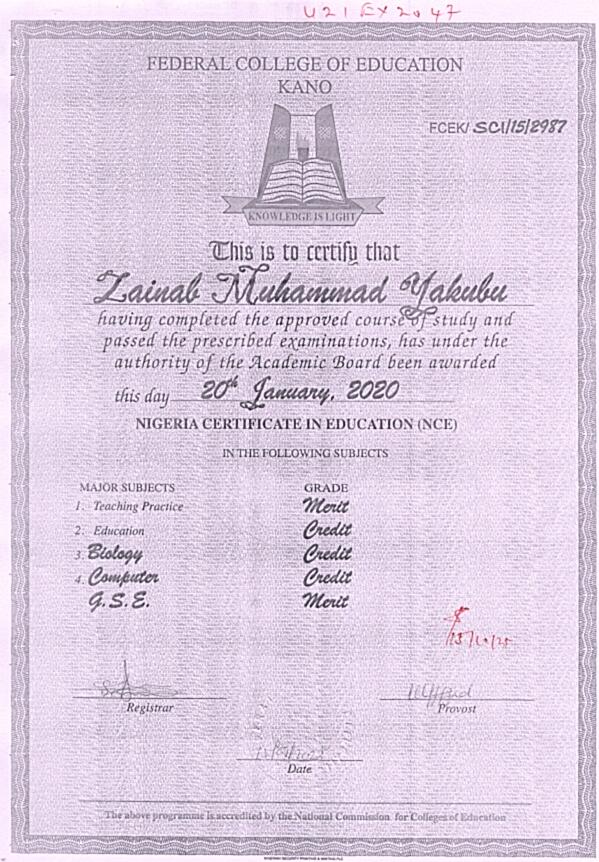 U21EX2047
FEDERAL COLLEGE OF EDUCATION
KANO
FCEK/ SCI/15/2987
KNOWLEDGE IS LIGHT
This is to certify that
Zainab Muhammad Yakubu
having completed the approved course of study and
passed the prescribed examinations, has under the
authority of the Academic Board been awarded
this day 20th January, 2020
NIGERIA CERTIFICATE IN EDUCATION (NCE)
IN THE FOLLOWING SUBJECTS
MAJOR SUBJECTS GRADE
1. Teaching Practice Merit
2. Education Credit
3. Biology Credit
4. Computer Credit
G.S.E. Merit
Registrar Provost
Date
The above programme is accredited by the National Commission for Colleges of Education